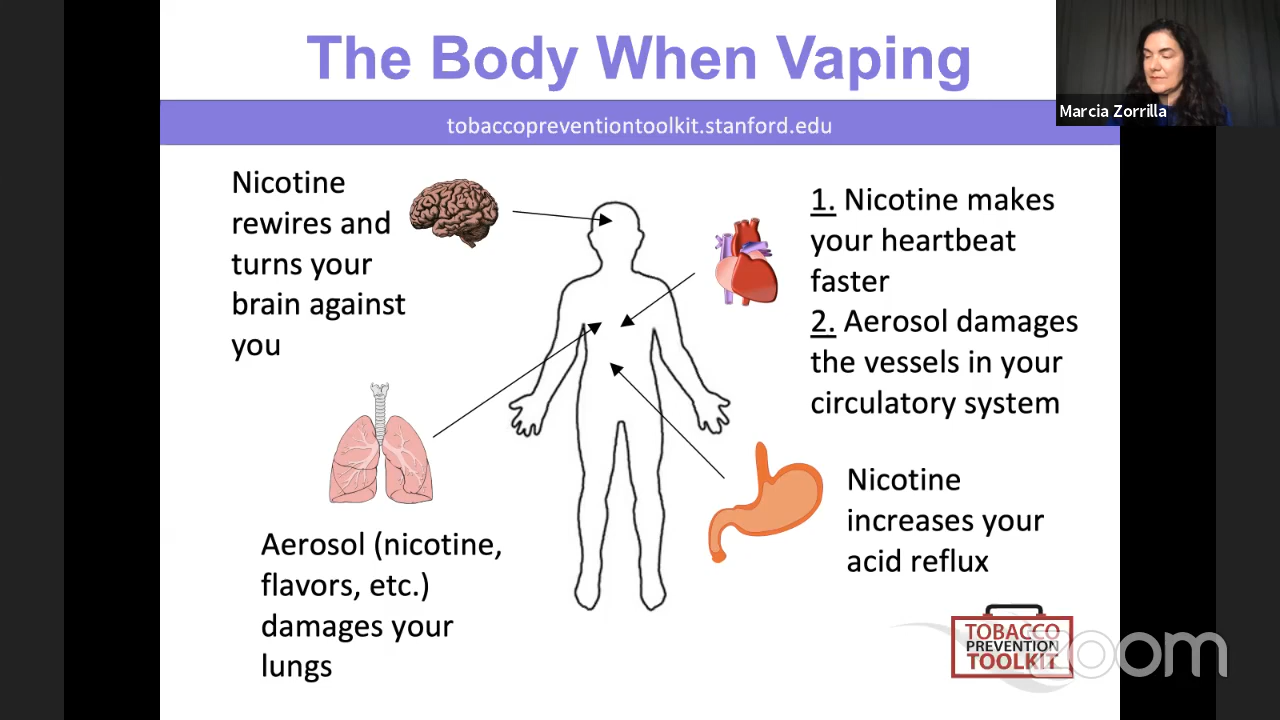 The Body When Vaping
tobaccopreventiontoolkit.stanford.edu
Marcia Zorrilla
Nicotine
rewires and
turns your
brain against
you
1. Nicotine makes
your heartbeat
faster
2. Aerosol damages
the vessels in your
circulatory system
Aerosol (nicotine,
flavors, etc.)
damages your
lungs
Nicotine
increases your
acid reflux
TOBACCO
PREVENTION
TOOLKIT
zoom